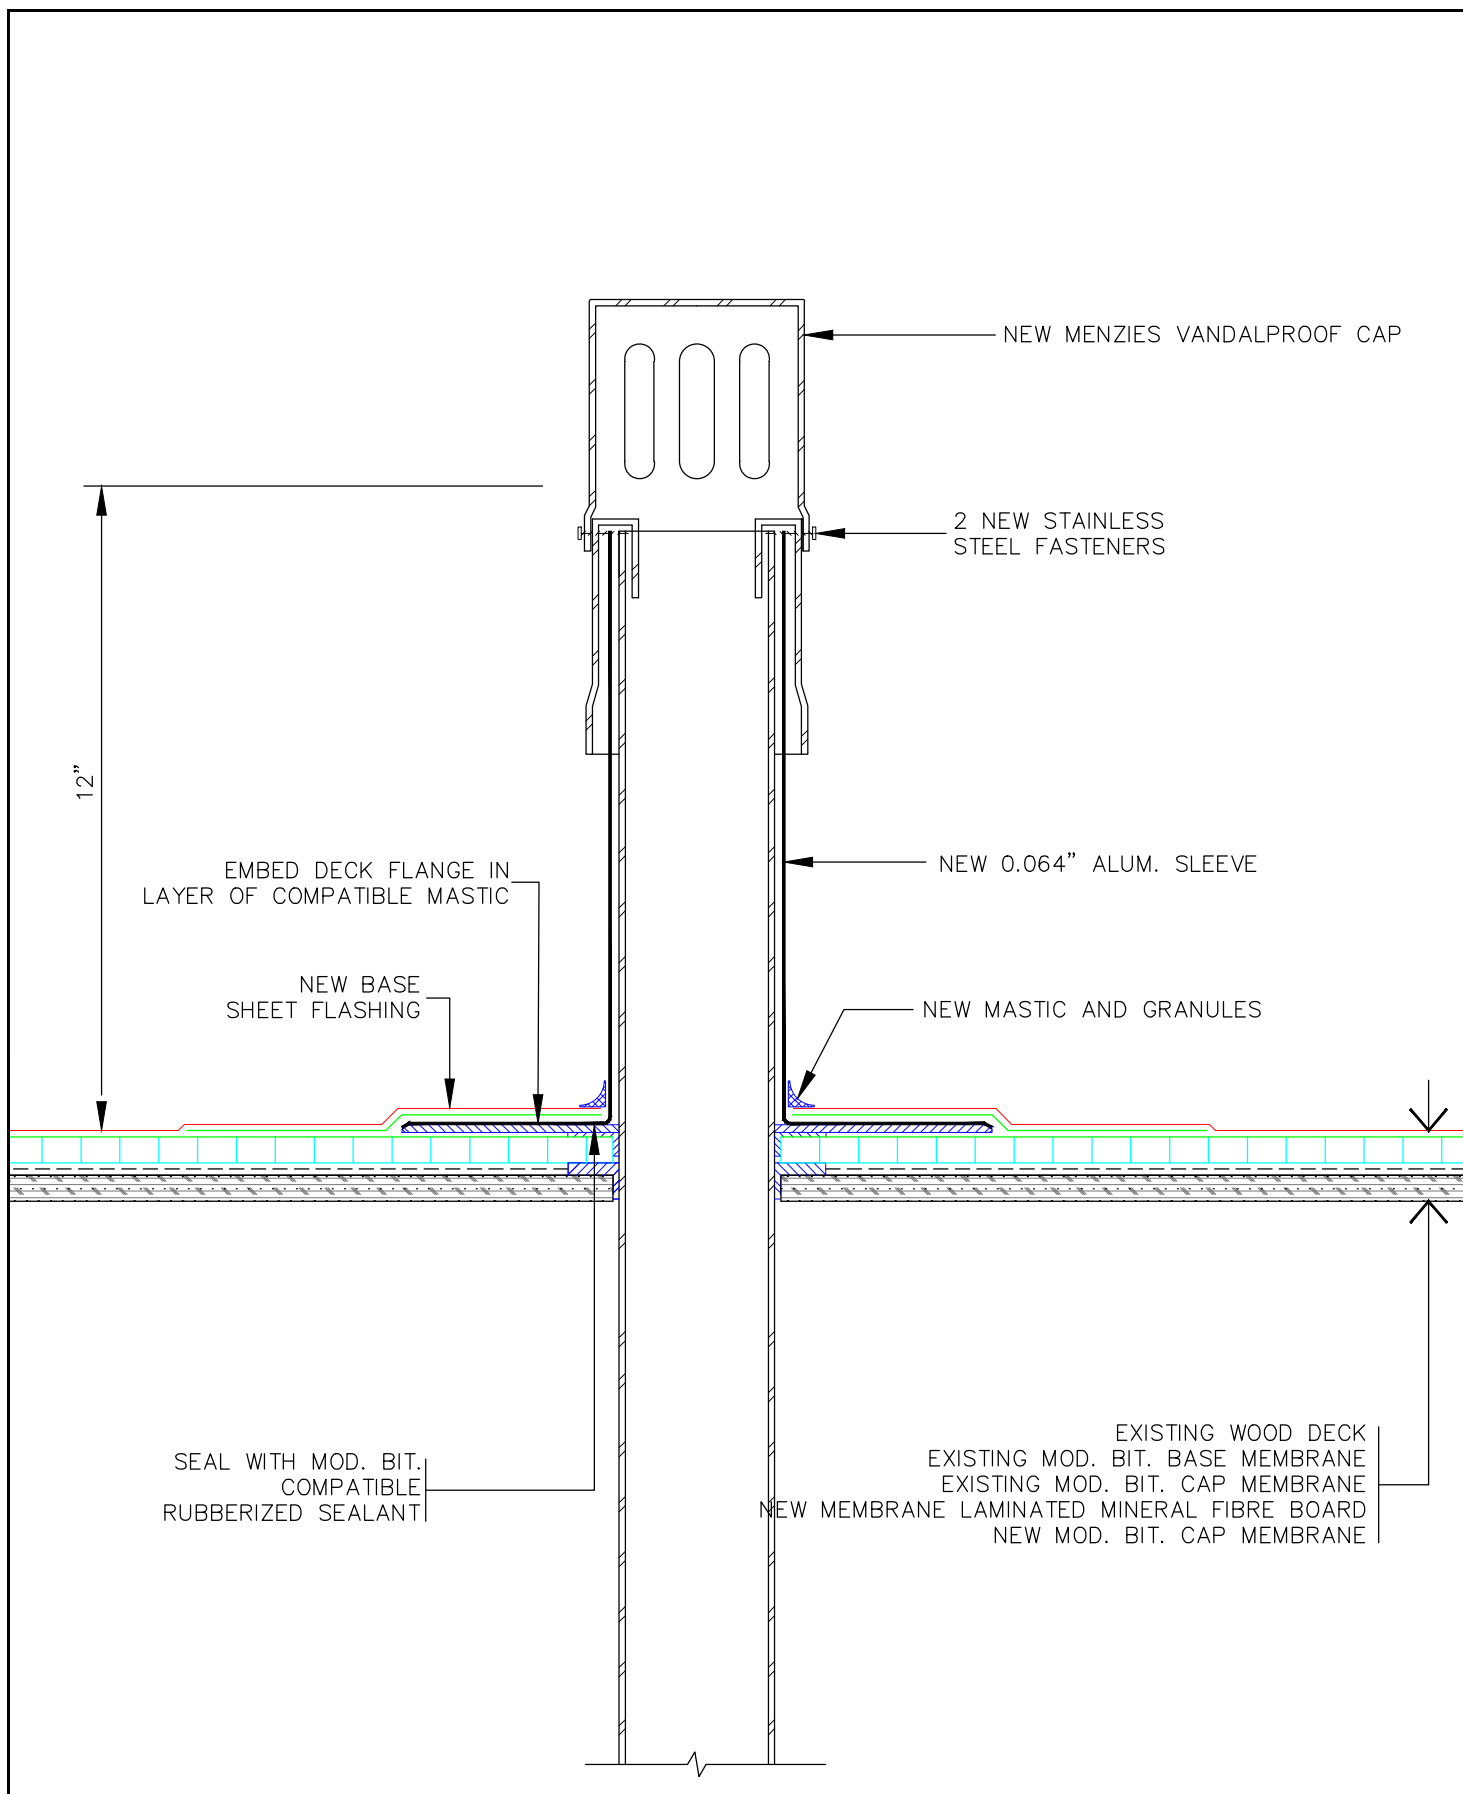 NEW MENZIES VANDALPROOF CAP
2 NEW STAINLESS
STEEL FASTENERS
12”
EMBED DECK FLANGE IN
LAYER OF COMPATIBLE MASTIC
NEW 0.064” ALUM. SLEEVE
NEW BASE
SHEET FLASHING
NEW MASTIC AND GRANULES
SEAL WITH MOD. BIT.
COMPATIBLE
RUBBERIZED SEALANT
EXISTING WOOD DECK
EXISTING MOD. BIT. BASE MEMBRANE
EXISTING MOD. BIT. CAP MEMBRANE
NEW MEMBRANE LAMINATED MINERAL FIBRE BOARD
NEW MOD. BIT. CAP MEMBRANE